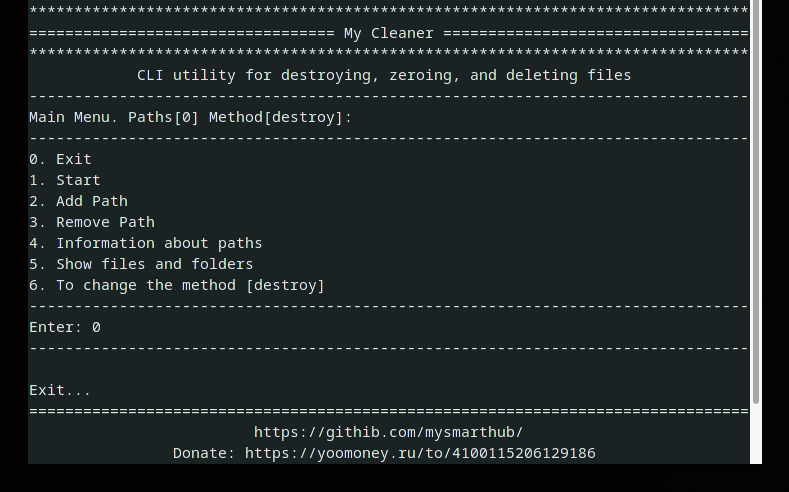 ********************************************************************************
================================== My Cleaner ==================================
********************************************************************************
CLI utility for destroying, zeroing, and deleting files
--------------------------------------------------------------------------------
Main Menu. Paths[0] Method[destroy]:
--------------------------------------------------------------------------------
0. Exit
1. Start
2. Add Path
3. Remove Path
4. Information about paths
5. Show files and folders
6. To change the method [destroy]
--------------------------------------------------------------------------------
Enter: 0
--------------------------------------------------------------------------------
Exit...
================================================================================
https://githib.com/mysmarthub/
Donate: https://yoomoney.ru/to/4100115206129186